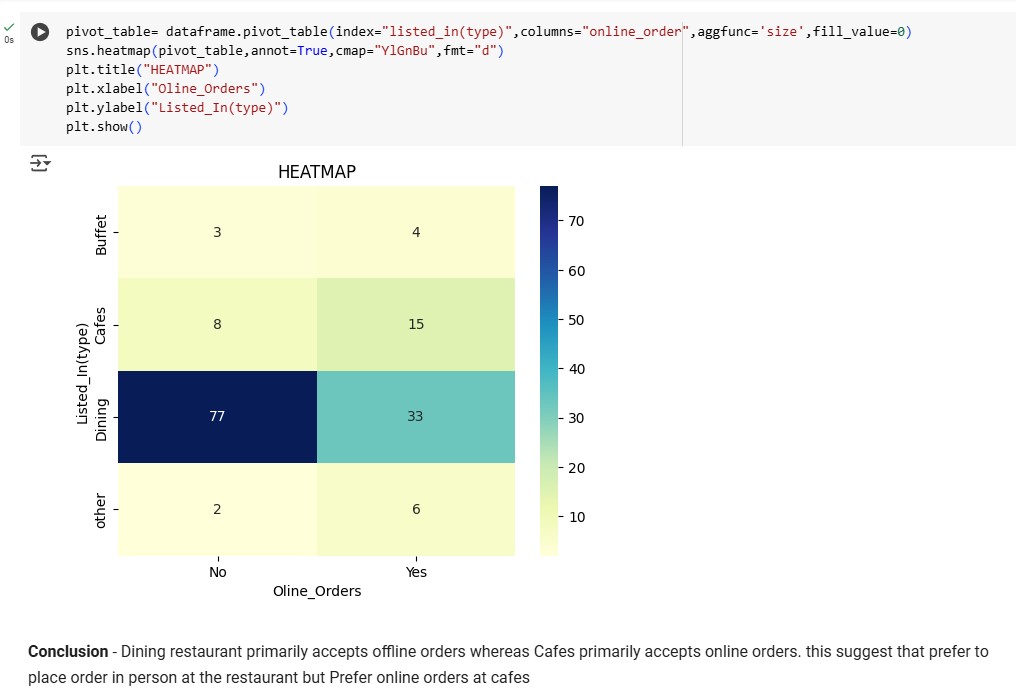 pivot_table= dataframe.pivot_table(index="listed_in(type)",columns="online_order",aggfunc='size',fill_value=0)
0s
sns.heatmap(pivot_table,annot=True,cmap="YlGnBu",fmt="d")
plt.title("HEATMAP")
plt.xlabel("Oline_Orders")
plt.ylabel("Listed_In(type)")
plt.show()
HEATMAP
Listed_In(type)
Buffet 3 4
Cafes 8 15
Dining 77 33
other 2 6
No Yes
Oline_Orders
70
60
50
40
30
20
10
Conclusion - Dining restaurant primarily accepts offline orders whereas Cafes primarily accepts online orders. this suggest that prefer to
place order in person at the restaurant but Prefer online orders at cafes